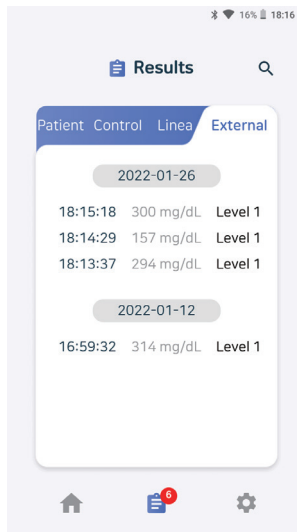 16% 18:16
Results
Patient Control Linea External
2022-01-26
18:15:18 300 mg/dL Level 1
18:14:29 157 mg/dL Level 1
18:13:37 294 mg/dL Level 1
2022-01-12
16:59:32 314 mg/dL Level 1
6